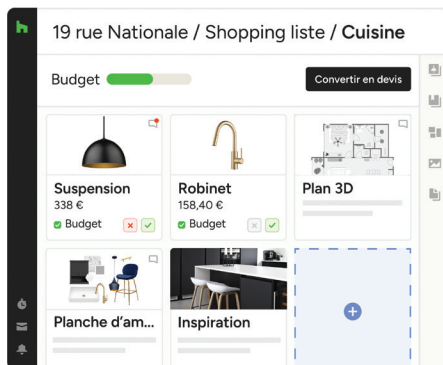 19 rue Nationale / Shopping liste / Cuisine
Budget
Convertir en devis
Suspension
338 €
Budget
Robinet
158,40 €
Budget
Plan 3D
Planche d'am...
Inspiration